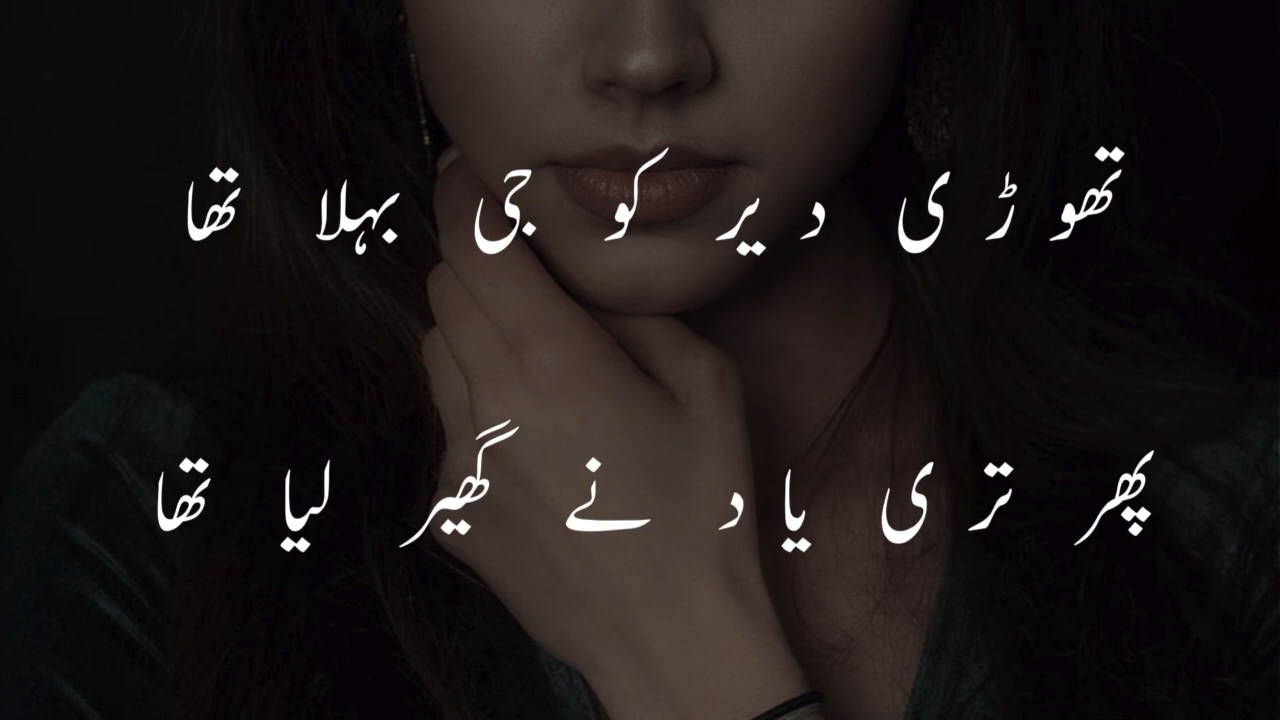 تھوڑی دیر کو جی بہلا تھا
پھر تری یاد نے گھیر لیا تھا